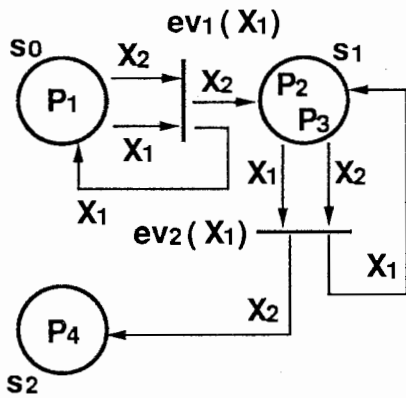 ev1(X1)
S0 X2 X2 S1
P1 P2
P3
X1
X1 X2
X1
ev2(X1) X1
X2
P4
S2